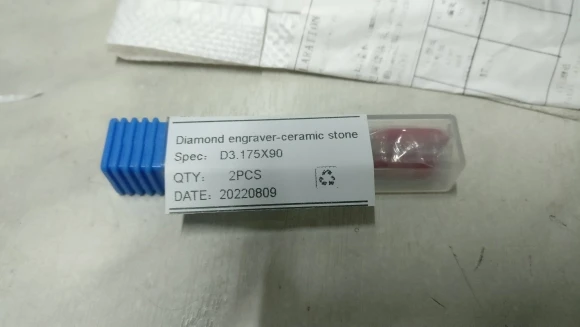 Diamond engraver-ceramic stone
Spec: D3.175X90
QTY: 2PCS
DATE: 20220809